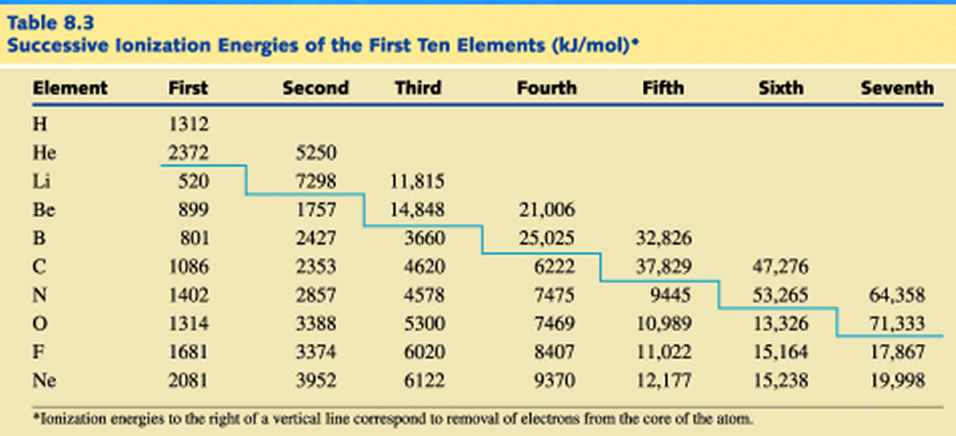 Table 8.3
Successive Ionization Energies of the First Ten Elements (kJ/mol)*
Element First Second Third Fourth Fifth Sixth Seventh
H 1312
He 2372 5250
Li 520 7298 11,815
Be 899 1757 14,848 21,006
B 801 2427 3660 25,025 32,826
C 1086 2353 4620 6222 37,829 47,276
N 1402 2857 4578 7475 9445 53,265 64,358
O 1314 3388 5300 7469 10,989 13,326 71,333
F 1681 3374 6020 8407 11,022 15,164 17,867
Ne 2081 3952 6122 9370 12,177 15,238 19,998
*Ionization energies to the right of a vertical line correspond to removal of electrons from the core of the atom.